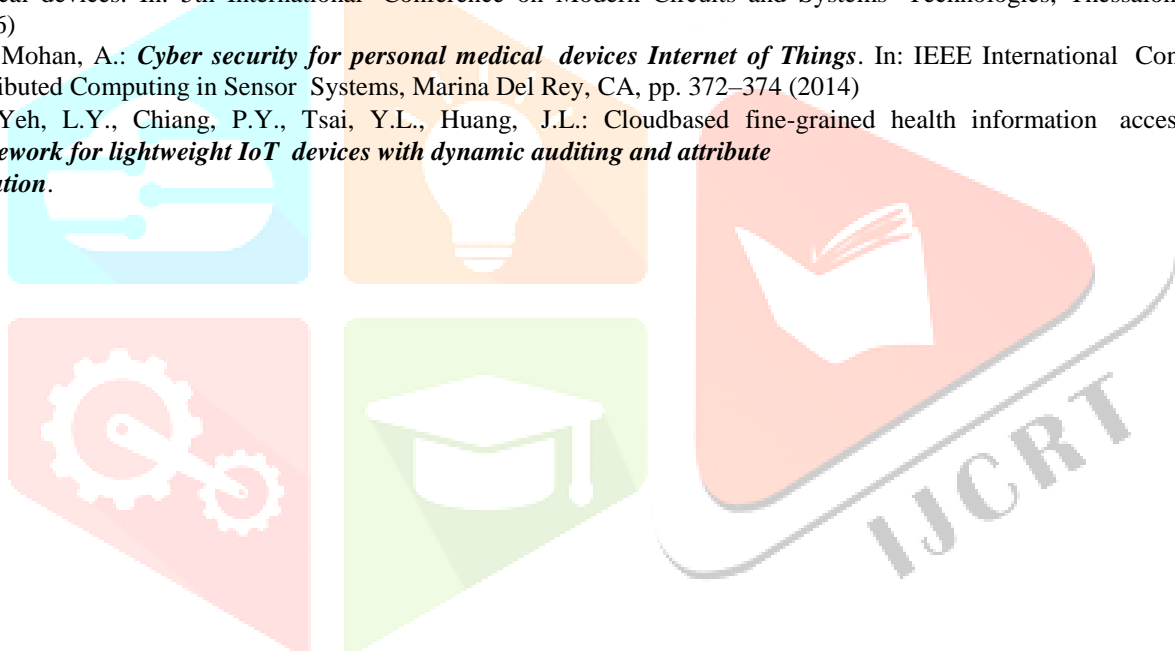 cal devices. In: 5th International Conference on Modern Circuits and Systems Technologies, Thessalon
6)
Mohan, A.: Cyber security for personal medical devices Internet of Things. In: IEEE International Con
ibuted Computing in Sensor Systems, Marina Del Rey, CA, pp. 372–374 (2014)
Yeh, L.Y., Chiang, P.Y., Tsai, Y.L., Huang, J.L.: Cloudbased fine-grained health information access
ework for lightweight IoT devices with dynamic auditing and attribute
ation.
IJCRT